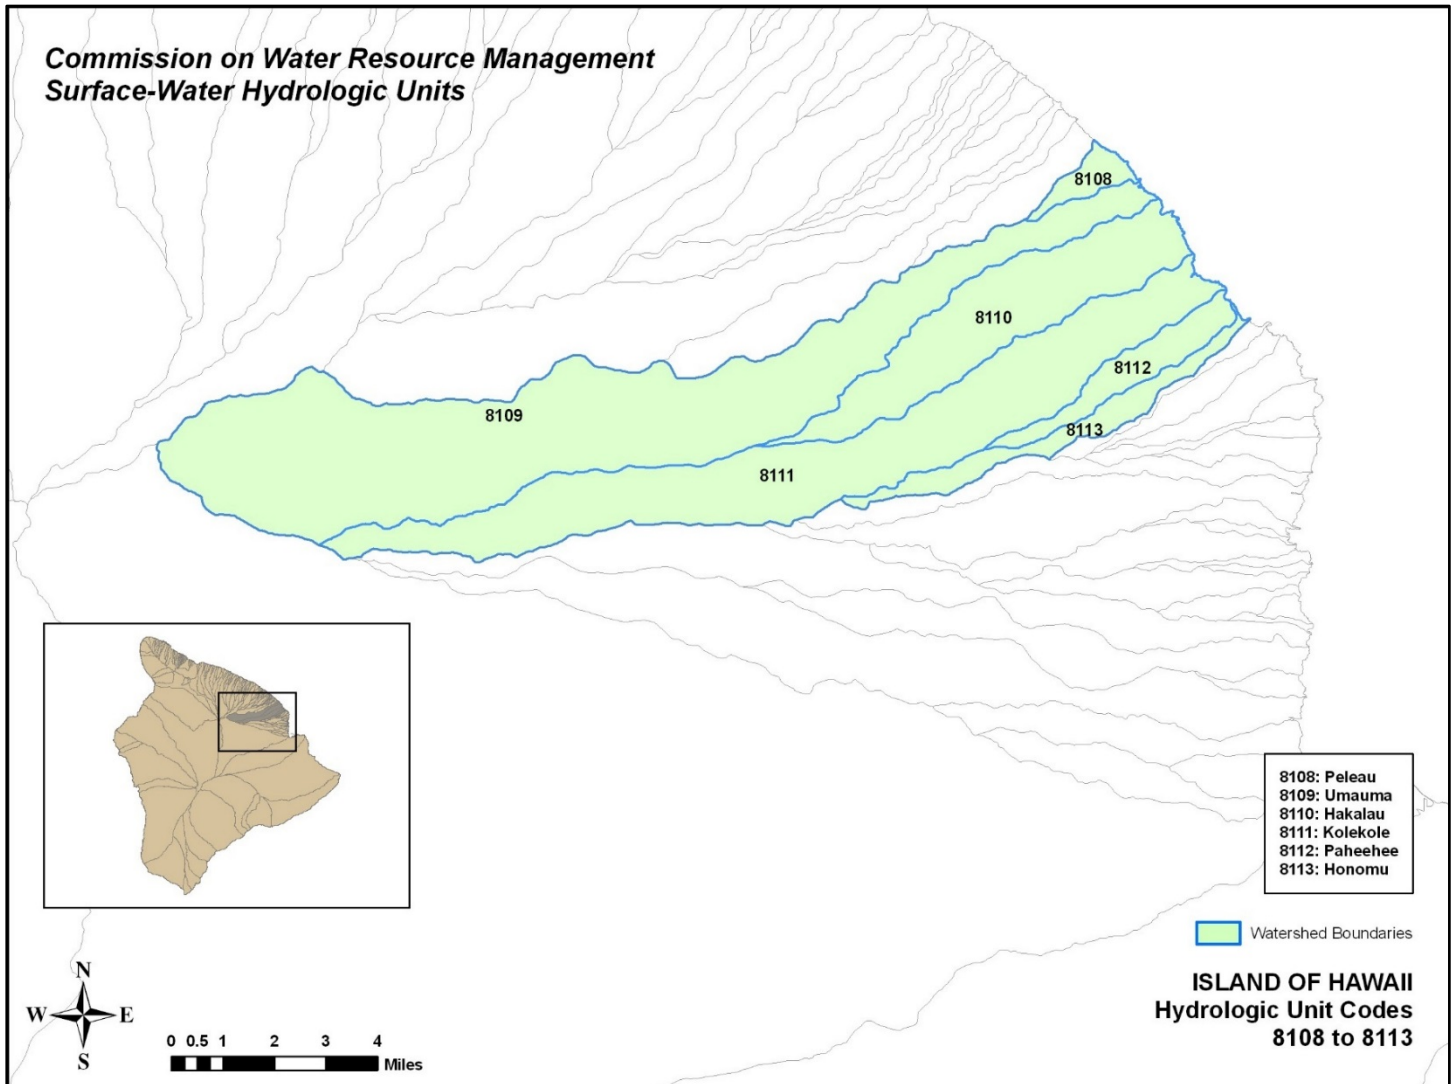 Commission on Water Resource Management
Surface-Water Hydrologic Units
8108
8110
8112
8109
8113
8111
8108: Peleau
8109: Umauma
8110: Hakalau
8111: Kolekole
8112: Paheehee
8113: Honomu
Watershed Boundaries
ISLAND OF HAWAII
Hydrologic Unit Codes
8108 to 8113
N
W E
S
0 0.5 1 2 3 4
Miles